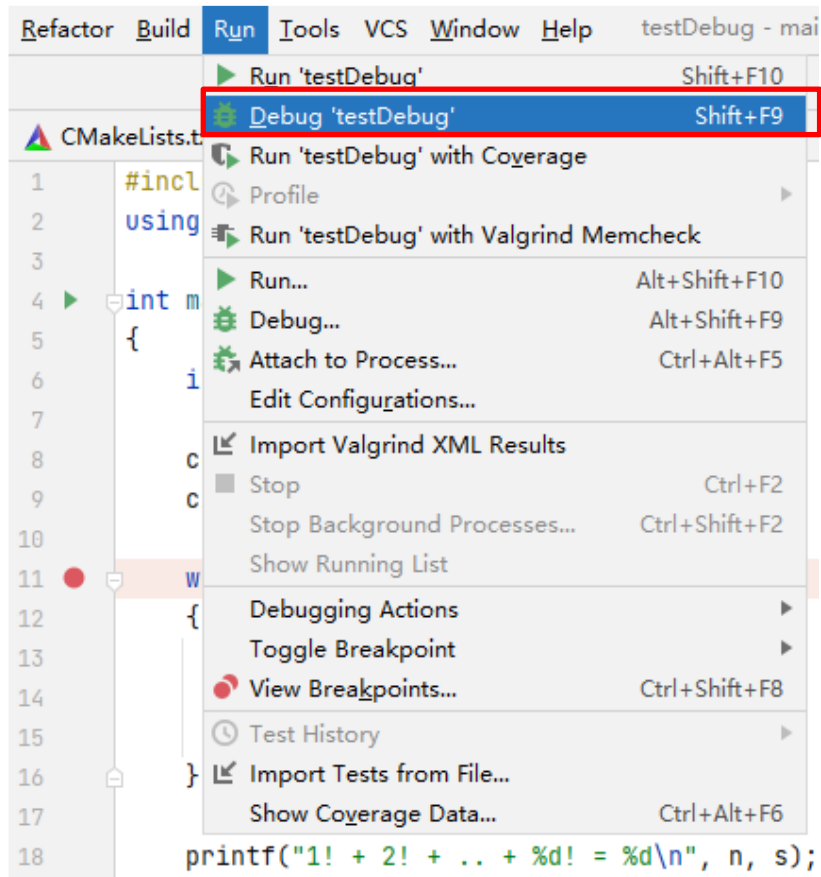 Refactor Build Run Tools VCS Window Help testDebug - mai
Run 'testDebug' Shift+F10
Debug 'testDebug' Shift+F9
CMakeLists.t
Run 'testDebug' with Coverage
1 #incl
Profile
2 using
Run 'testDebug' with Valgrind Memcheck
3
Run... Alt+Shift+F10
4 int m
Debug... Alt+Shift+F9
5 {
Attach to Process... Ctrl+Alt+F5
6 i
Edit Configurations...
7
Import Valgrind XML Results
8 c
Stop Ctrl+F2
9 c
Stop Background Processes... Ctrl+Shift+F2
10
Show Running List
11 w
Debugging Actions
12 {
Toggle Breakpoint
13
View Breakpoints... Ctrl+Shift+F8
14
Test History
15
Import Tests from File...
16 }
Show Coverage Data... Ctrl+Alt+F6
17
18 printf("1! + 2! + .. + %d! = %d\n", n, s);